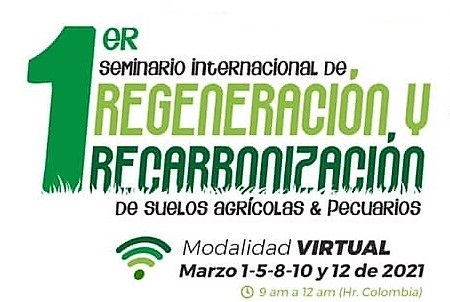 1ER
SEMINARIO INTERNACIONAL DE
REGENERACIÓN, Y
RECARBONIZACIÓN
DE SUELOS AGRÍCOLAS & PECUARIOS
Modalidad VIRTUAL
Marzo 1-5-8-10 y 12 de 2021
9 am a 12 am (Hr. Colombia)